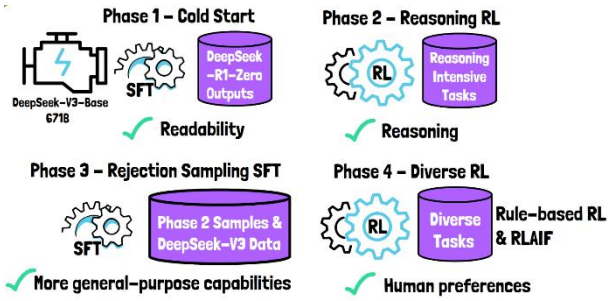 Phase 1 – Cold Start
DeepSeek-V3-Base
671B
SFT
DeepSeek
-R1-Zero
Outputs
Readability
Phase 2 – Reasoning RL
RL
Reasoning
Intensive
Tasks
Reasoning
Phase 3 – Rejection Sampling SFT
SFT
Phase 2 Samples &
DeepSeek-V3 Data
More general-purpose capabilities
Phase 4 – Diverse RL
RL
Diverse
Tasks
Rule-based RL
& RLAIF
Human preferences